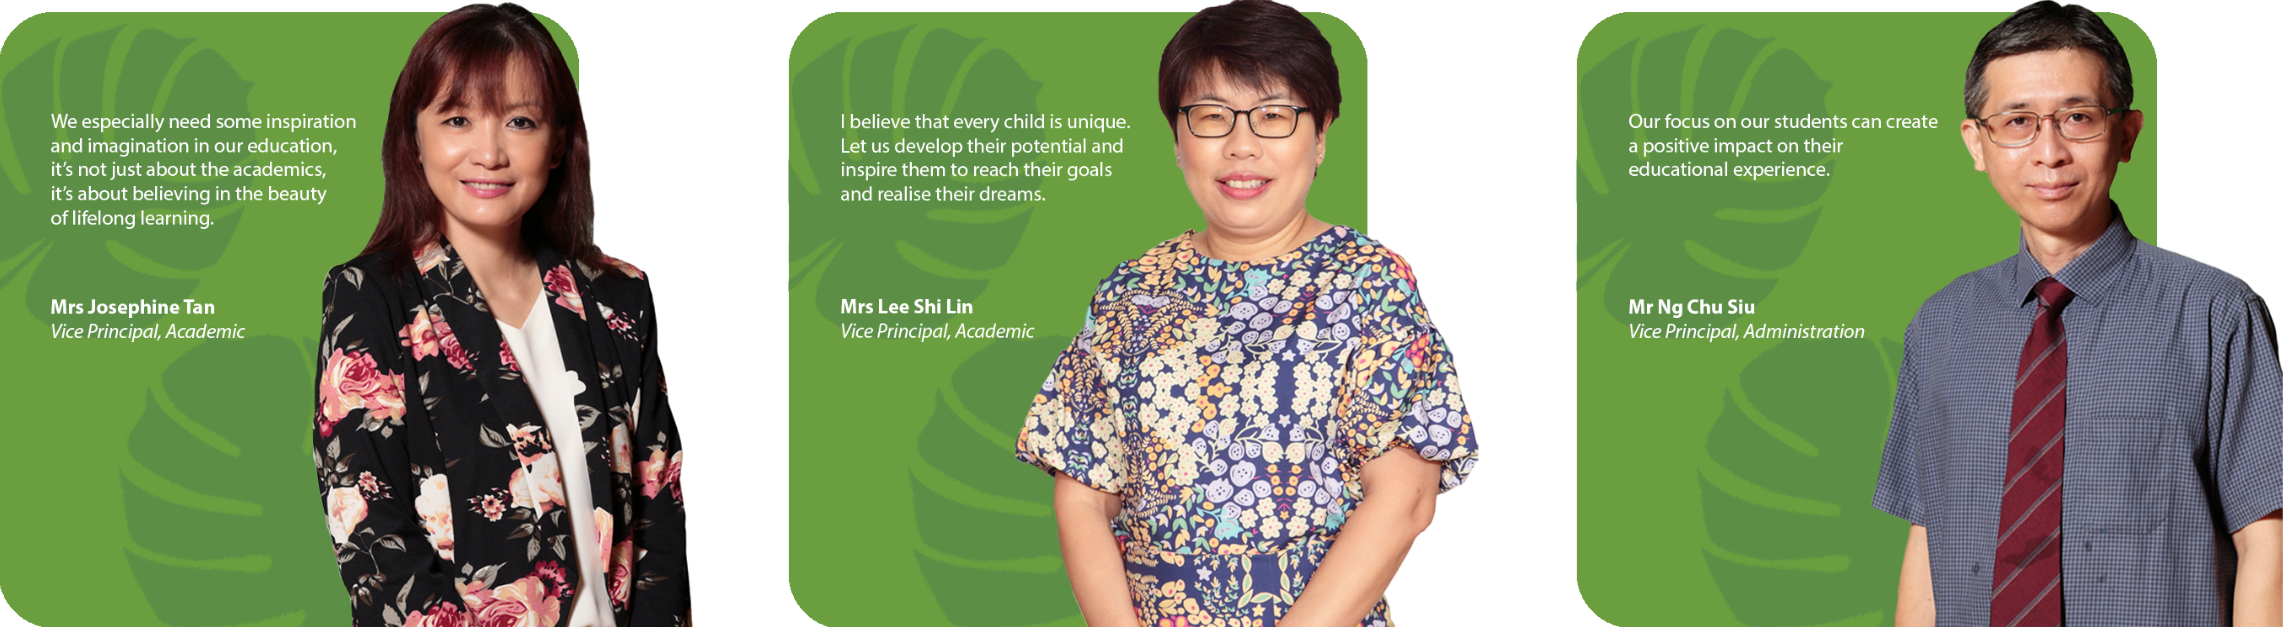 We especially need some inspiration
and imagination in our education,
it’s not just about the academics,
it’s about believing in the beauty
of lifelong learning.
Mrs Josephine Tan
Vice Principal, Academic
I believe that every child is unique.
Let us develop their potential and
inspire them to reach their goals
and realise their dreams.
Mrs Lee Shi Lin
Vice Principal, Academic
Our focus on our students can create
a positive impact on their
educational experience.
Mr Ng Chu Siu
Vice Principal, Administration